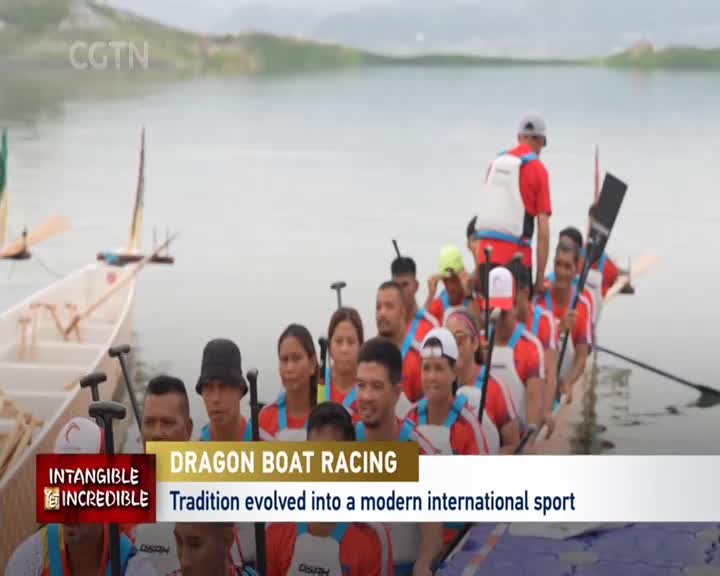 CGTN
DRAGON BOAT RACING
INTANGIBLE
& INCREDIBLE
Tradition evolved into a modern international sport